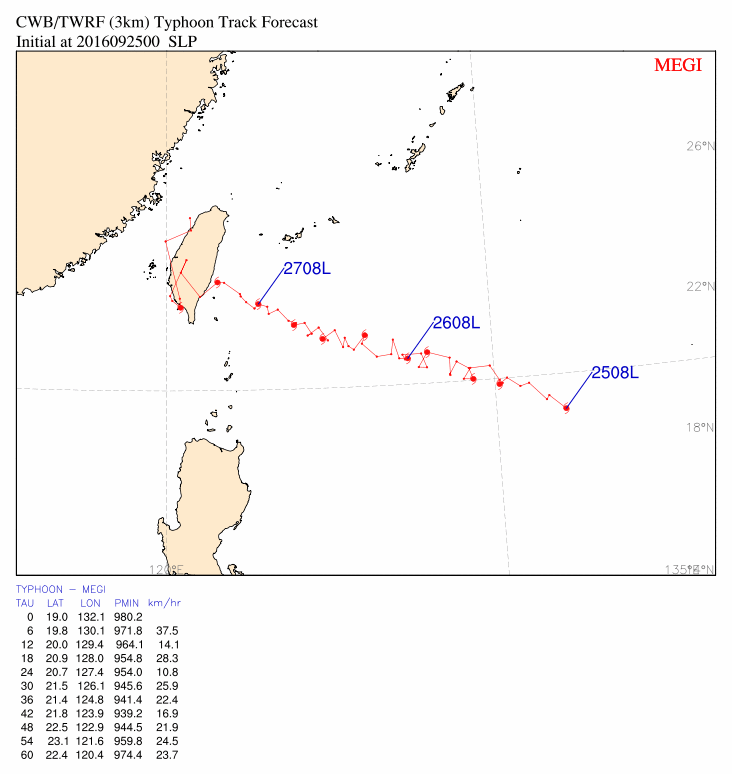 CWB/TWRF (3km) Typhoon Track Forecast
Initial at 2016092500 SLP
MEGI
26°N
2708L
22°N
2608L
2508L
18°N
120°E
TYPHOON – MEGI
TAU LAT LON PMIN km/hr
0 19.0 132.1 980.2
6 19.8 130.1 971.8 37.5
12 20.0 129.4 964.1 14.1
18 20.9 128.0 954.8 28.3
24 20.7 127.4 954.0 10.8
30 21.5 126.1 945.6 25.9
36 21.4 124.8 941.4 22.4
42 21.8 123.9 939.2 16.9
48 22.5 122.9 944.5 21.9
54 23.1 121.6 959.8 24.5
60 22.4 120.4 974.4 23.7